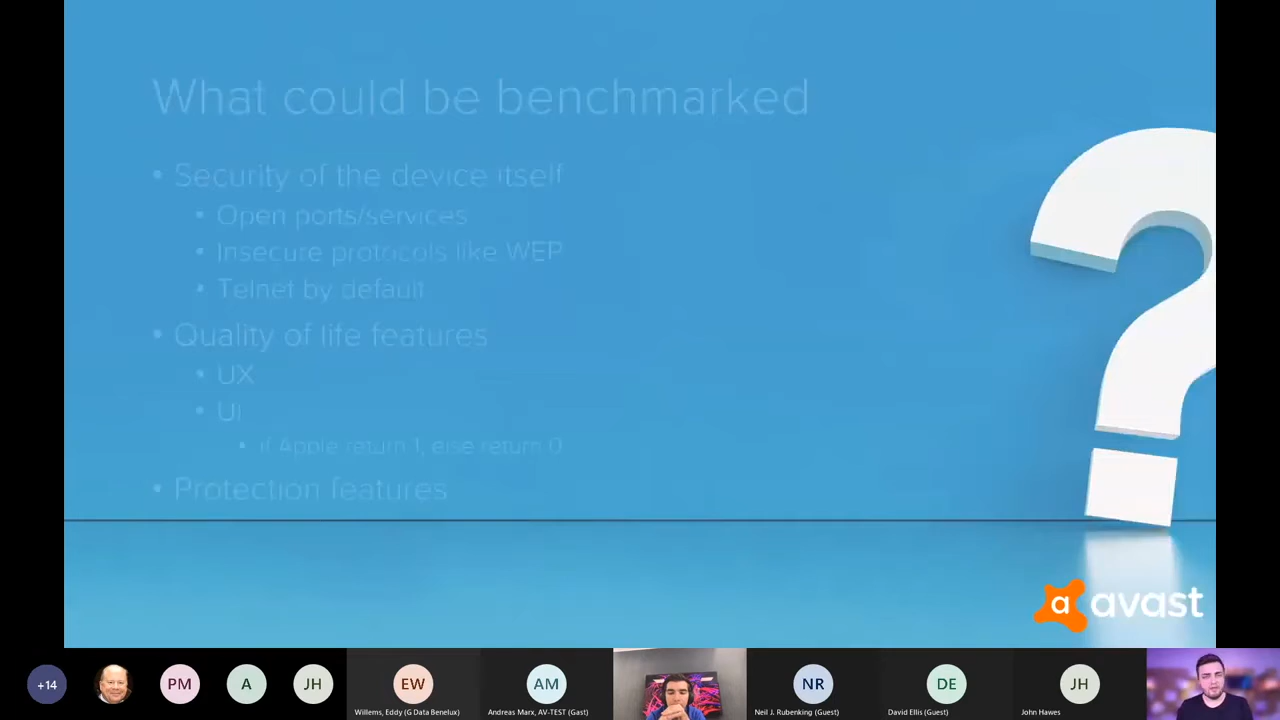 What could be benchmarked
• Security of the device itself
• Open ports/services
• Insecure protocols like WEP
• Telnet by default
• Quality of life features
• UX
• UI
• if Apple return 1, else return 0
• Protection features
a avast
+14
PM
A
JH
EW
AM
NR
DE
JH
Willems, Eddy (G Data Benelux)
Andreas Marx, AV-TEST (Gast)
Neil J. Rubenking (Guest)
David Ellis (Guest)
John Hawes